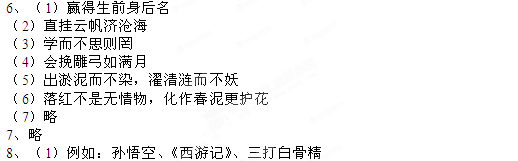 6、（1）赢得生前身后名
（2）直挂云帆济沧海
（3）学而不思则罔
（4）会挽雕弓如满月
（5）出淤泥而不染，濯清涟而不妖
（6）落红不是无情物，化作春泥更护花
（7）略
7、略
8、（1）例如：孙悟空、《西游记》、三打白骨精